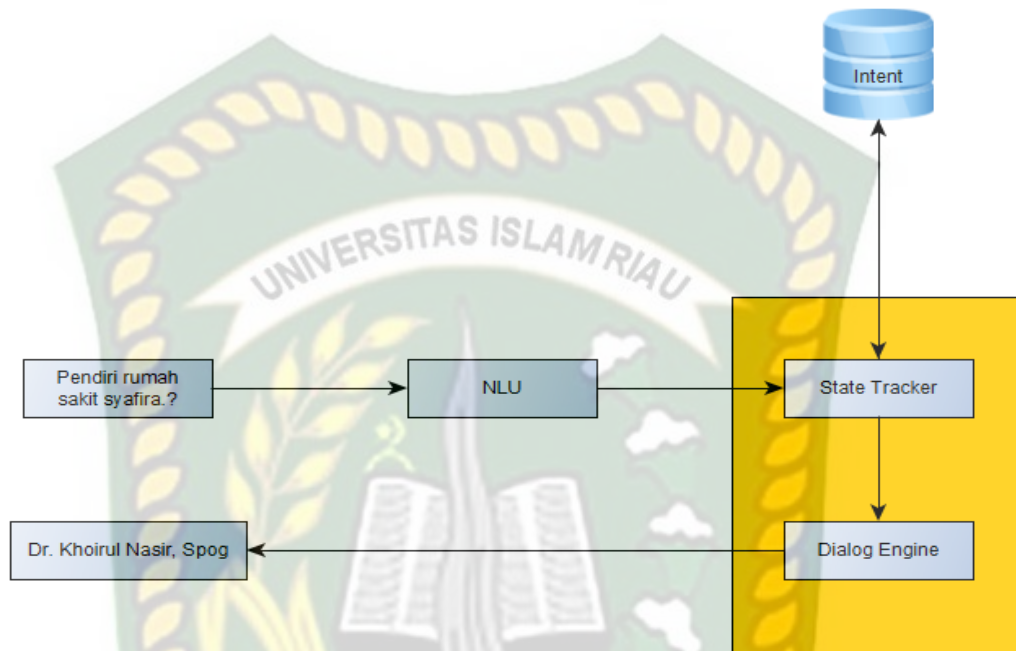 Intent
UNIVERSITAS ISLAM RIAU
Pendiri rumah
sakit syafira.?
NLU
State Tracker
Dr. Khoirul Nasir, Spog
Dialog Engine